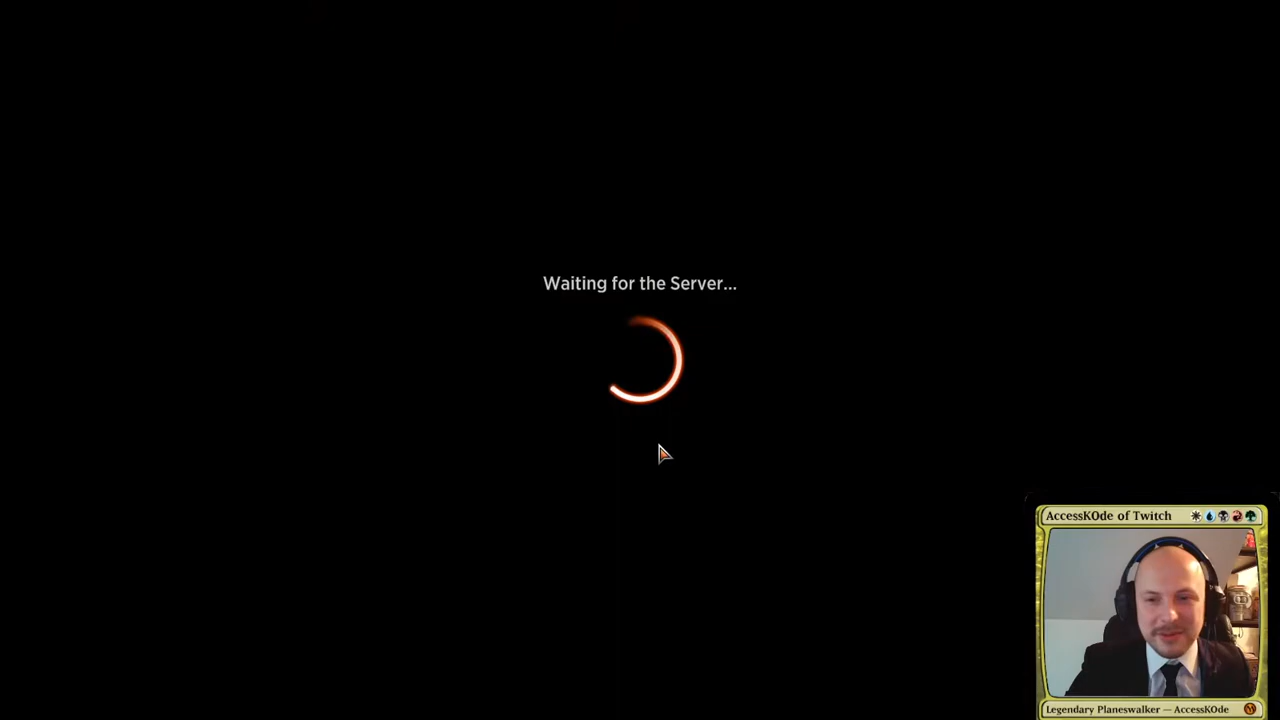 Waiting for the Server...
AccessKOde of Twitch
Legendary Planeswalker — AccessKOde